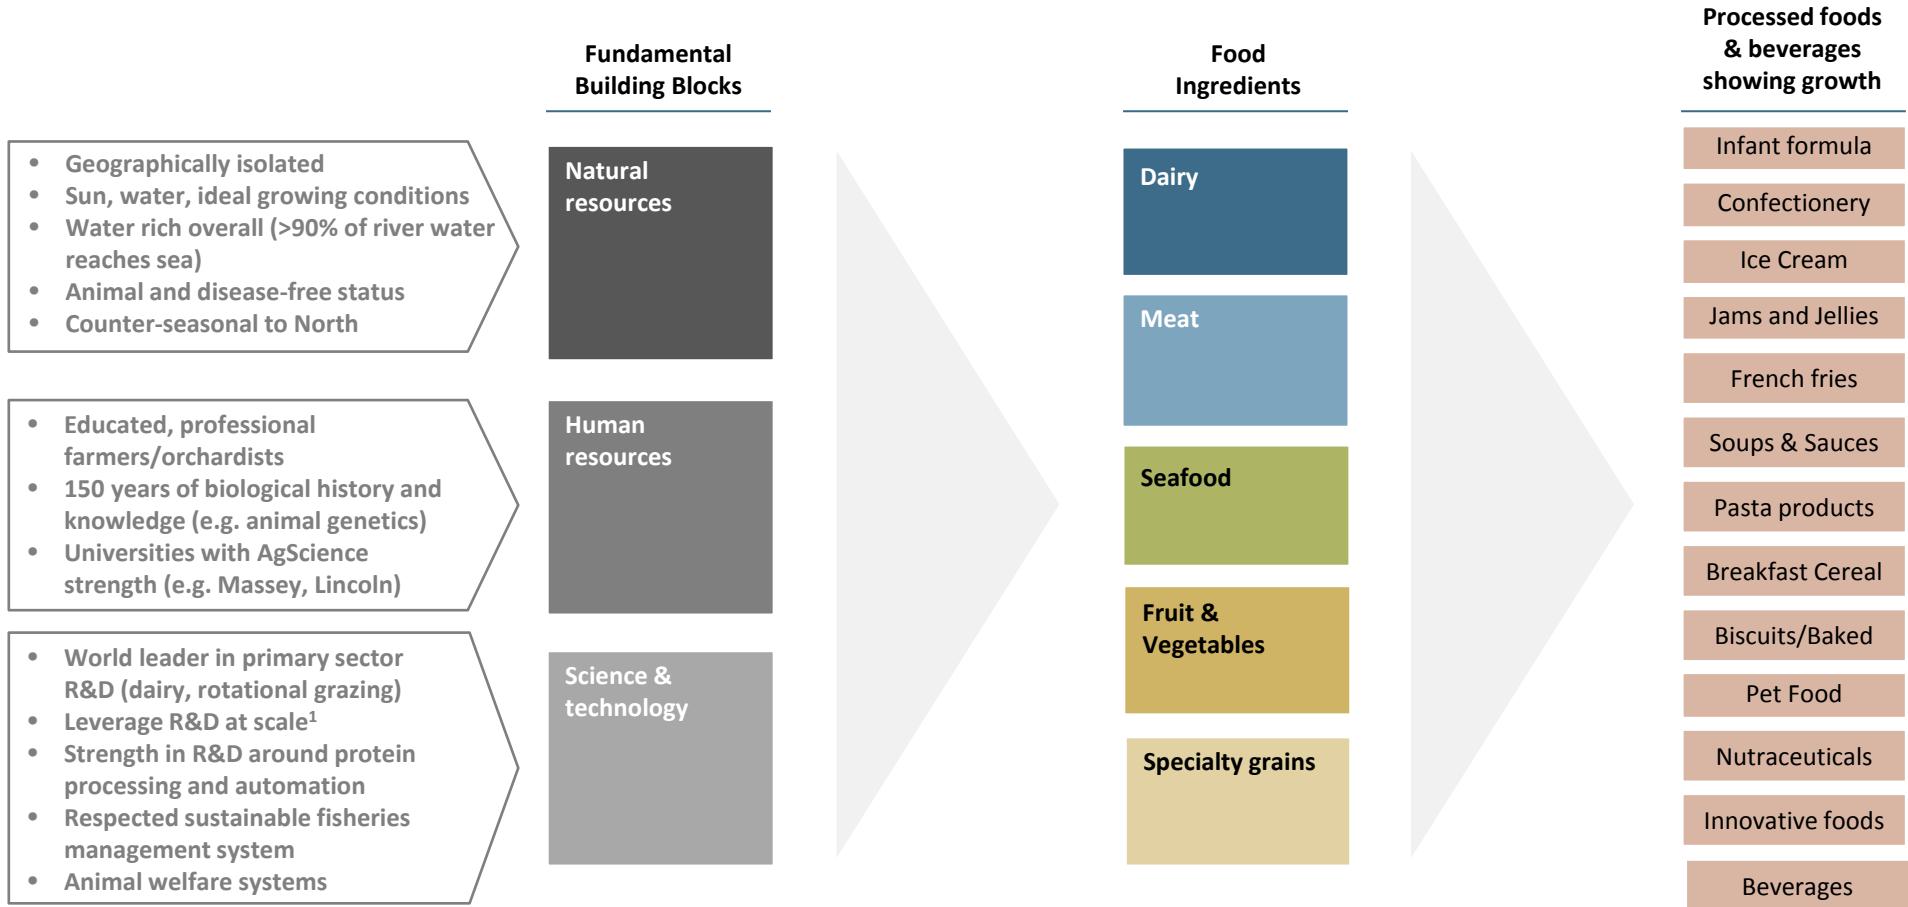 Fundamental
Building Blocks
Food
Ingredients
Processed foods
& beverages
showing growth
• Geographically isolated
• Sun, water, ideal growing conditions
• Water rich overall (>90% of river water
reaches sea)
• Animal and disease-free status
• Counter-seasonal to North
Natural
resources
• Educated, professional
farmers/orchardists
• 150 years of biological history and
knowledge (e.g. animal genetics)
• Universities with AgScience
strength (e.g. Massey, Lincoln)
Human
resources
• World leader in primary sector
R&D (dairy, rotational grazing)
• Leverage R&D at scale¹
• Strength in R&D around protein
processing and automation
• Respected sustainable fisheries
management system
• Animal welfare systems
Science &
technology
Dairy
Meat
Seafood
Fruit &
Vegetables
Specialty grains
Infant formula
Confectionery
Ice Cream
Jams and Jellies
French fries
Soups & Sauces
Pasta products
Breakfast Cereal
Biscuits/Baked
Pet Food
Nutraceuticals
Innovative foods
Beverages